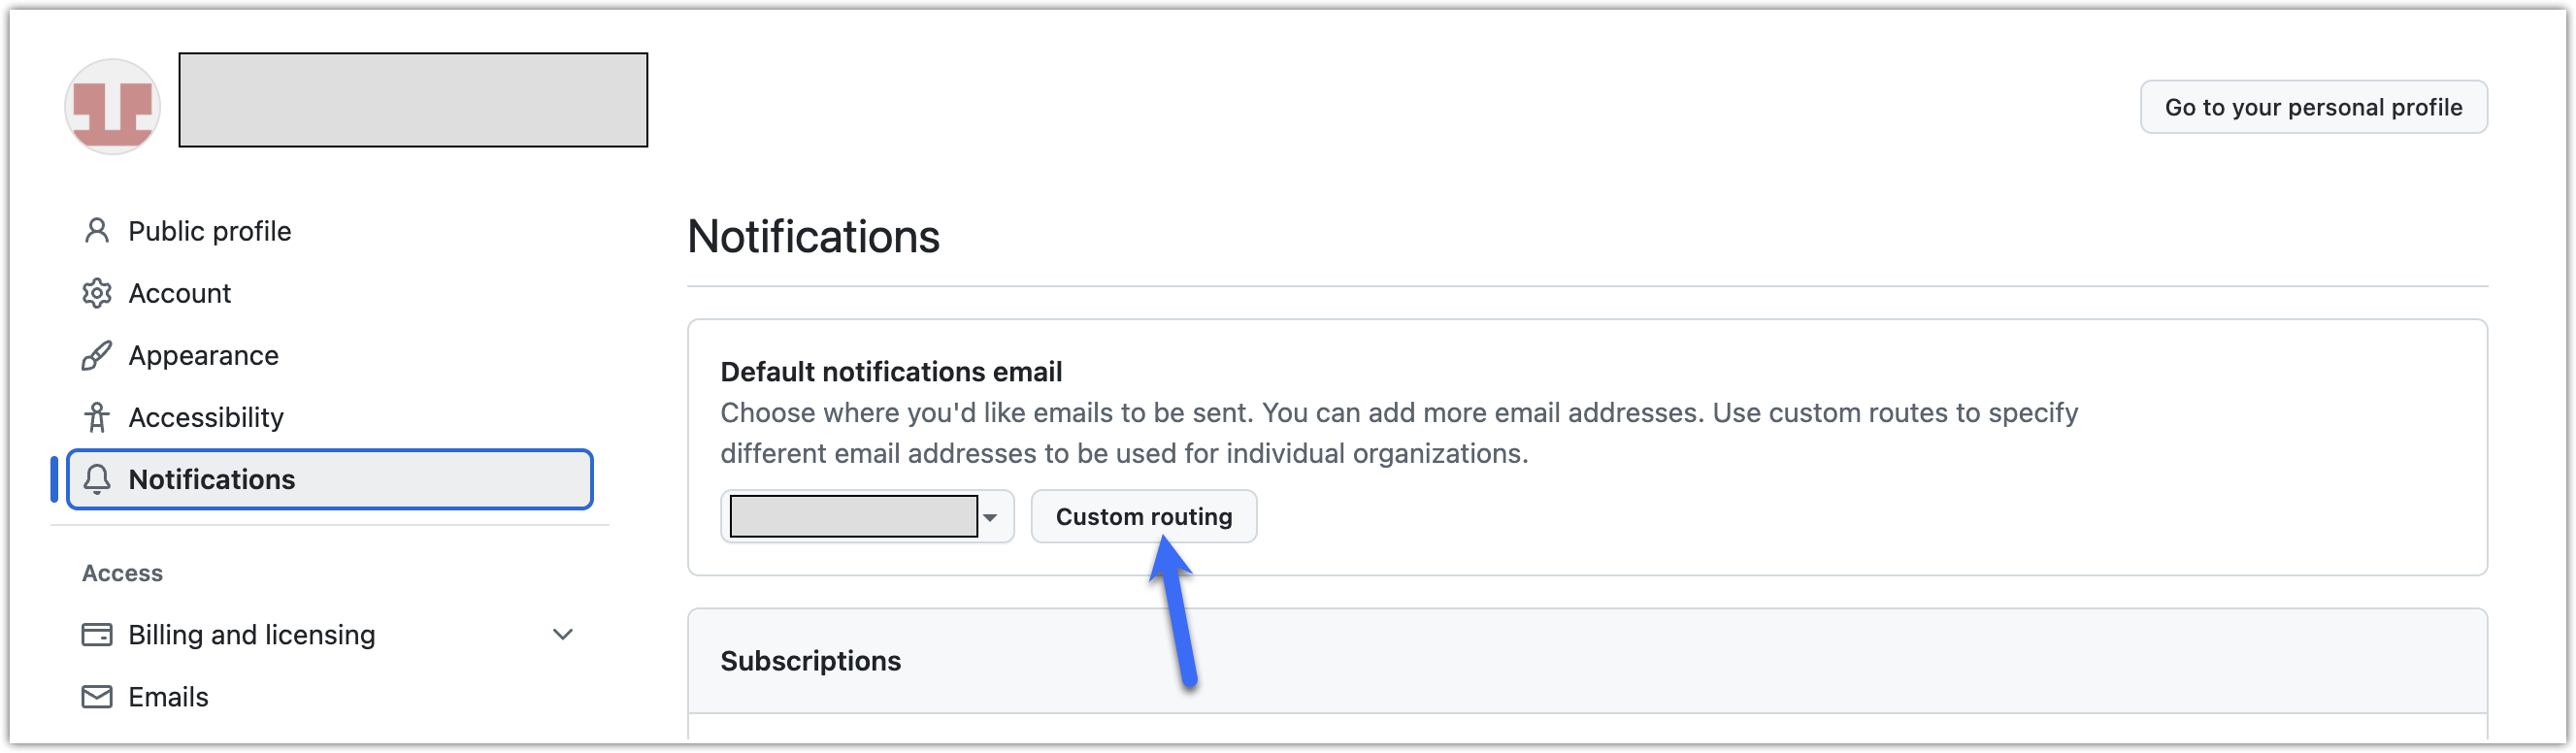 Go to your personal profile
Public profile
Account
Appearance
Accessibility
Notifications
Access
Billing and licensing
Emails
Notifications
Default notifications email
Choose where you'd like emails to be sent. You can add more email addresses. Use custom routes to specify
different email addresses to be used for individual organizations.
Custom routing
Subscriptions